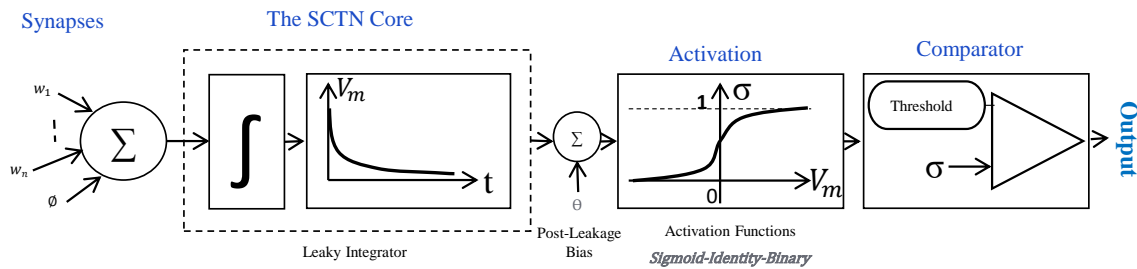 Synapses
The SCTN Core
Activation
Comparator
w₁
wₙ
ϕ
Σ
∫
Vₘ
t
Σ
θ
1
σ
0
Vₘ
Threshold
σ
Output
Leaky Integrator
Post-Leakage
Bias
Activation Functions
Sigmoid-Identity-Binary